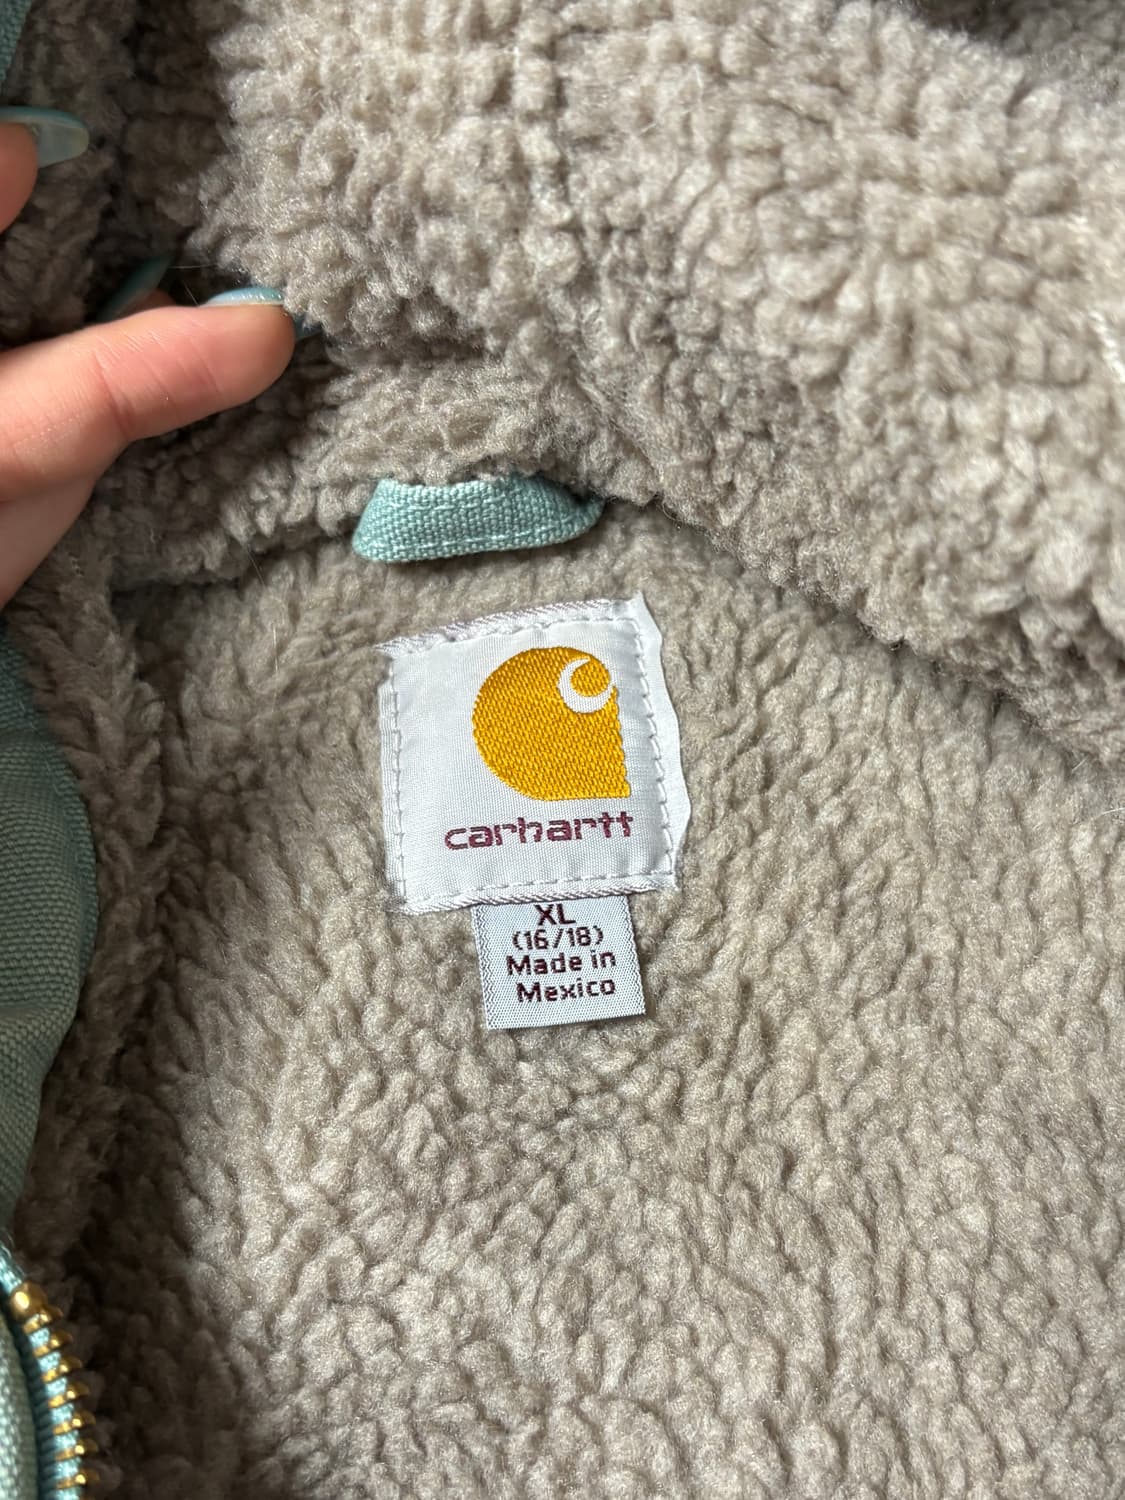 carhartt
XL
(16/18)
Made in
Mexico